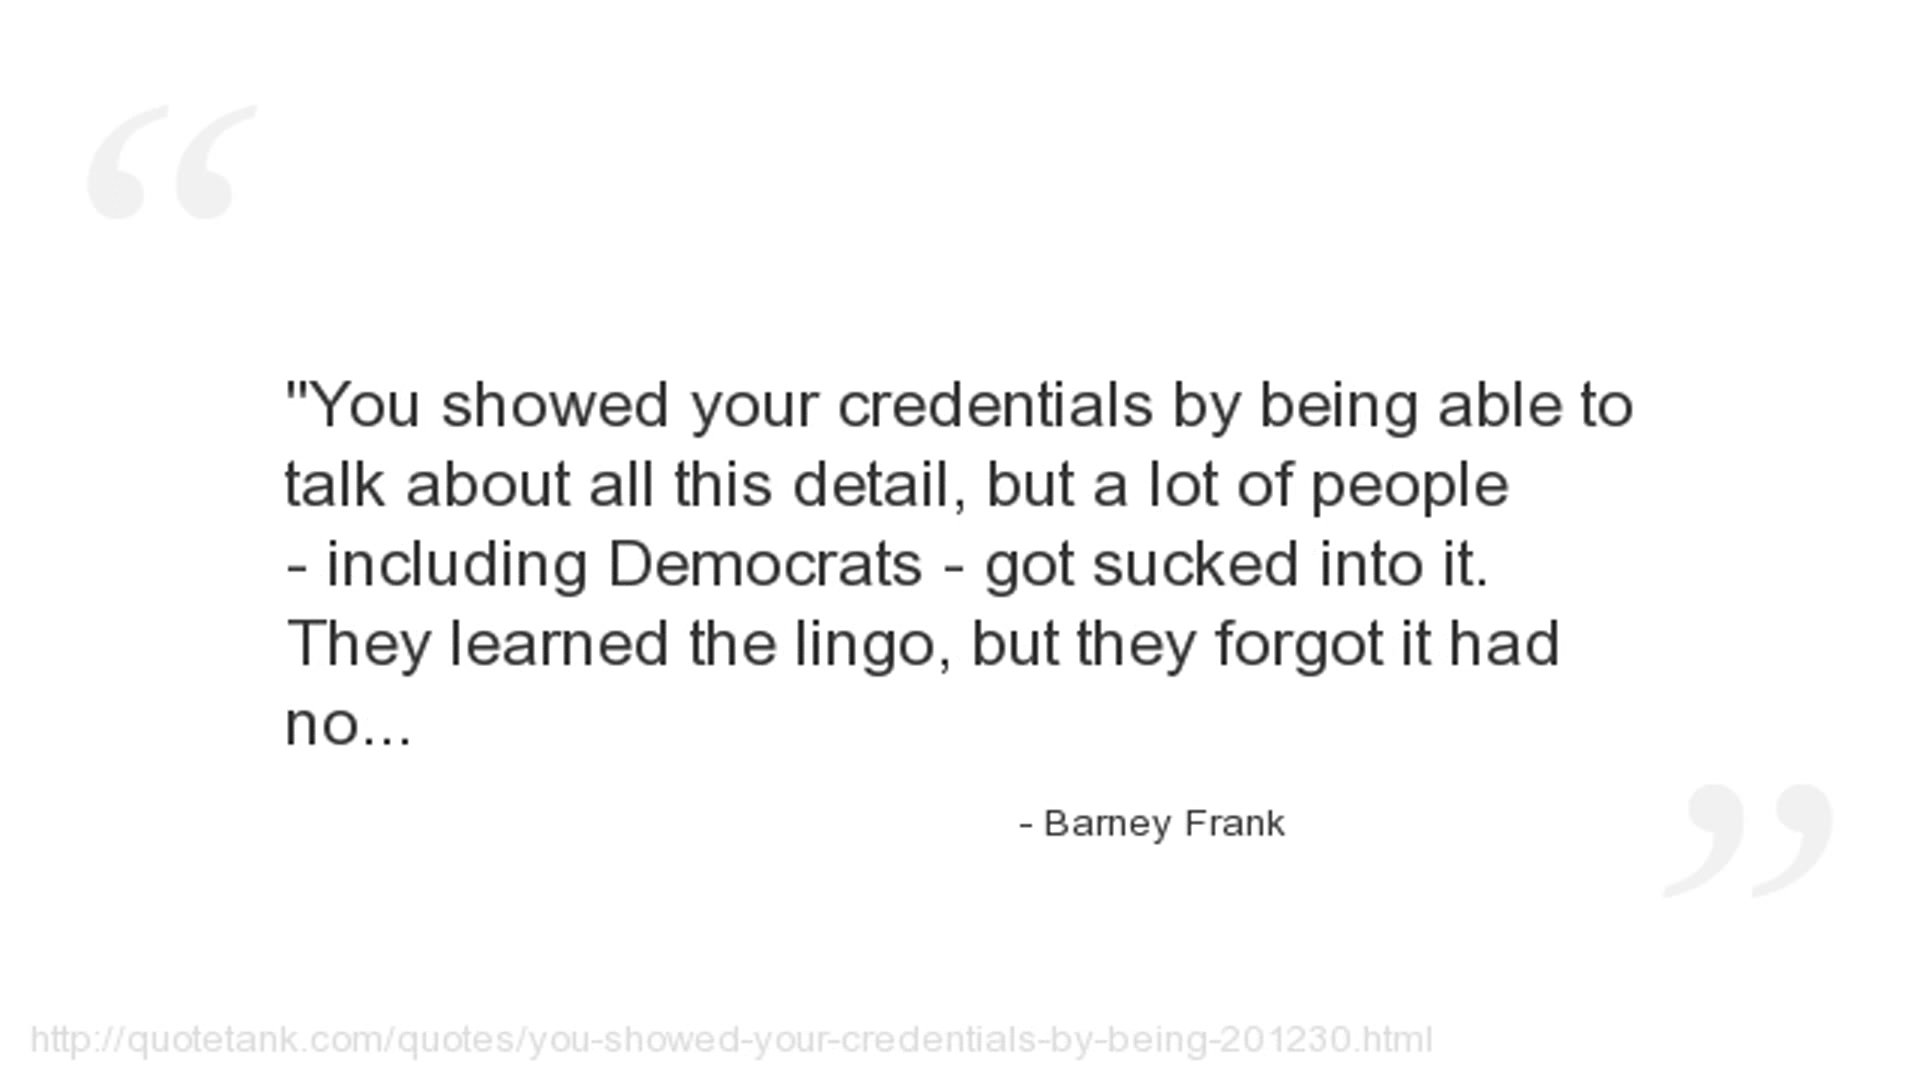 "You showed your credentials by being able to
talk about all this detail, but a lot of people
- including Democrats - got sucked into it.
They learned the lingo, but they forgot it had
no...
- Barney Frank
http://quotetank.com/quotes/you-showed-your-credentials-by-being-201230.html